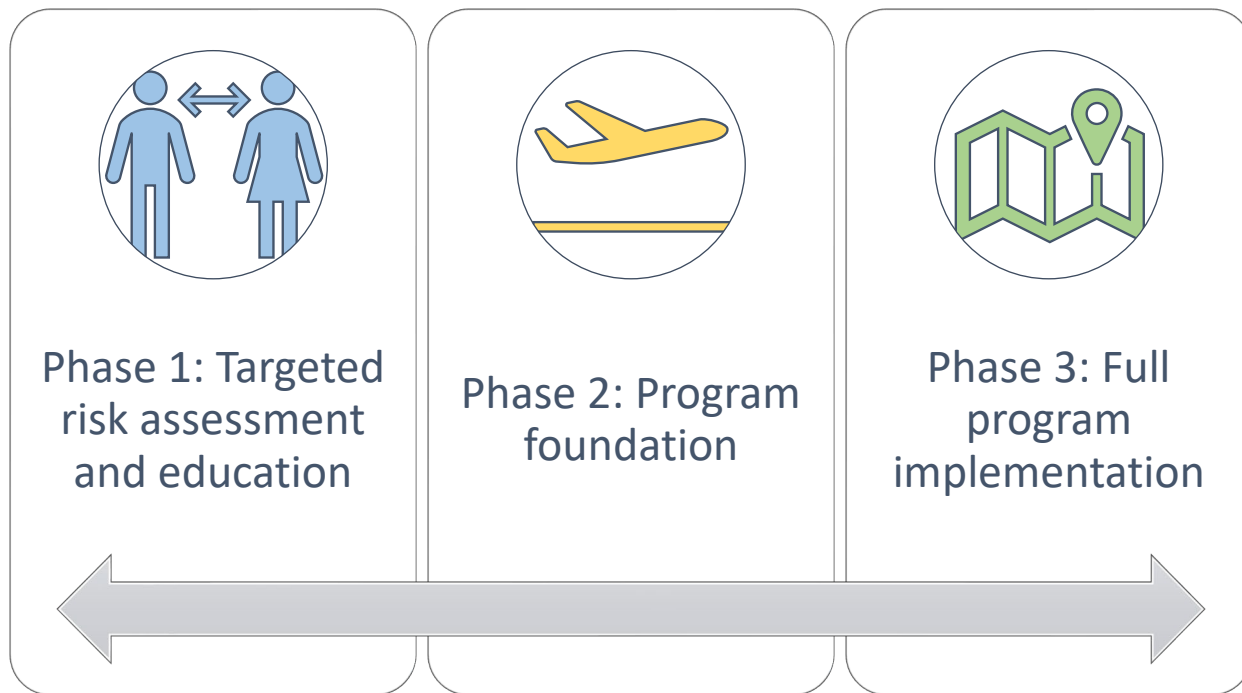 Phase 1: Targeted
risk assessment
and education
Phase 2: Program
foundation
Phase 3: Full
program
implementation